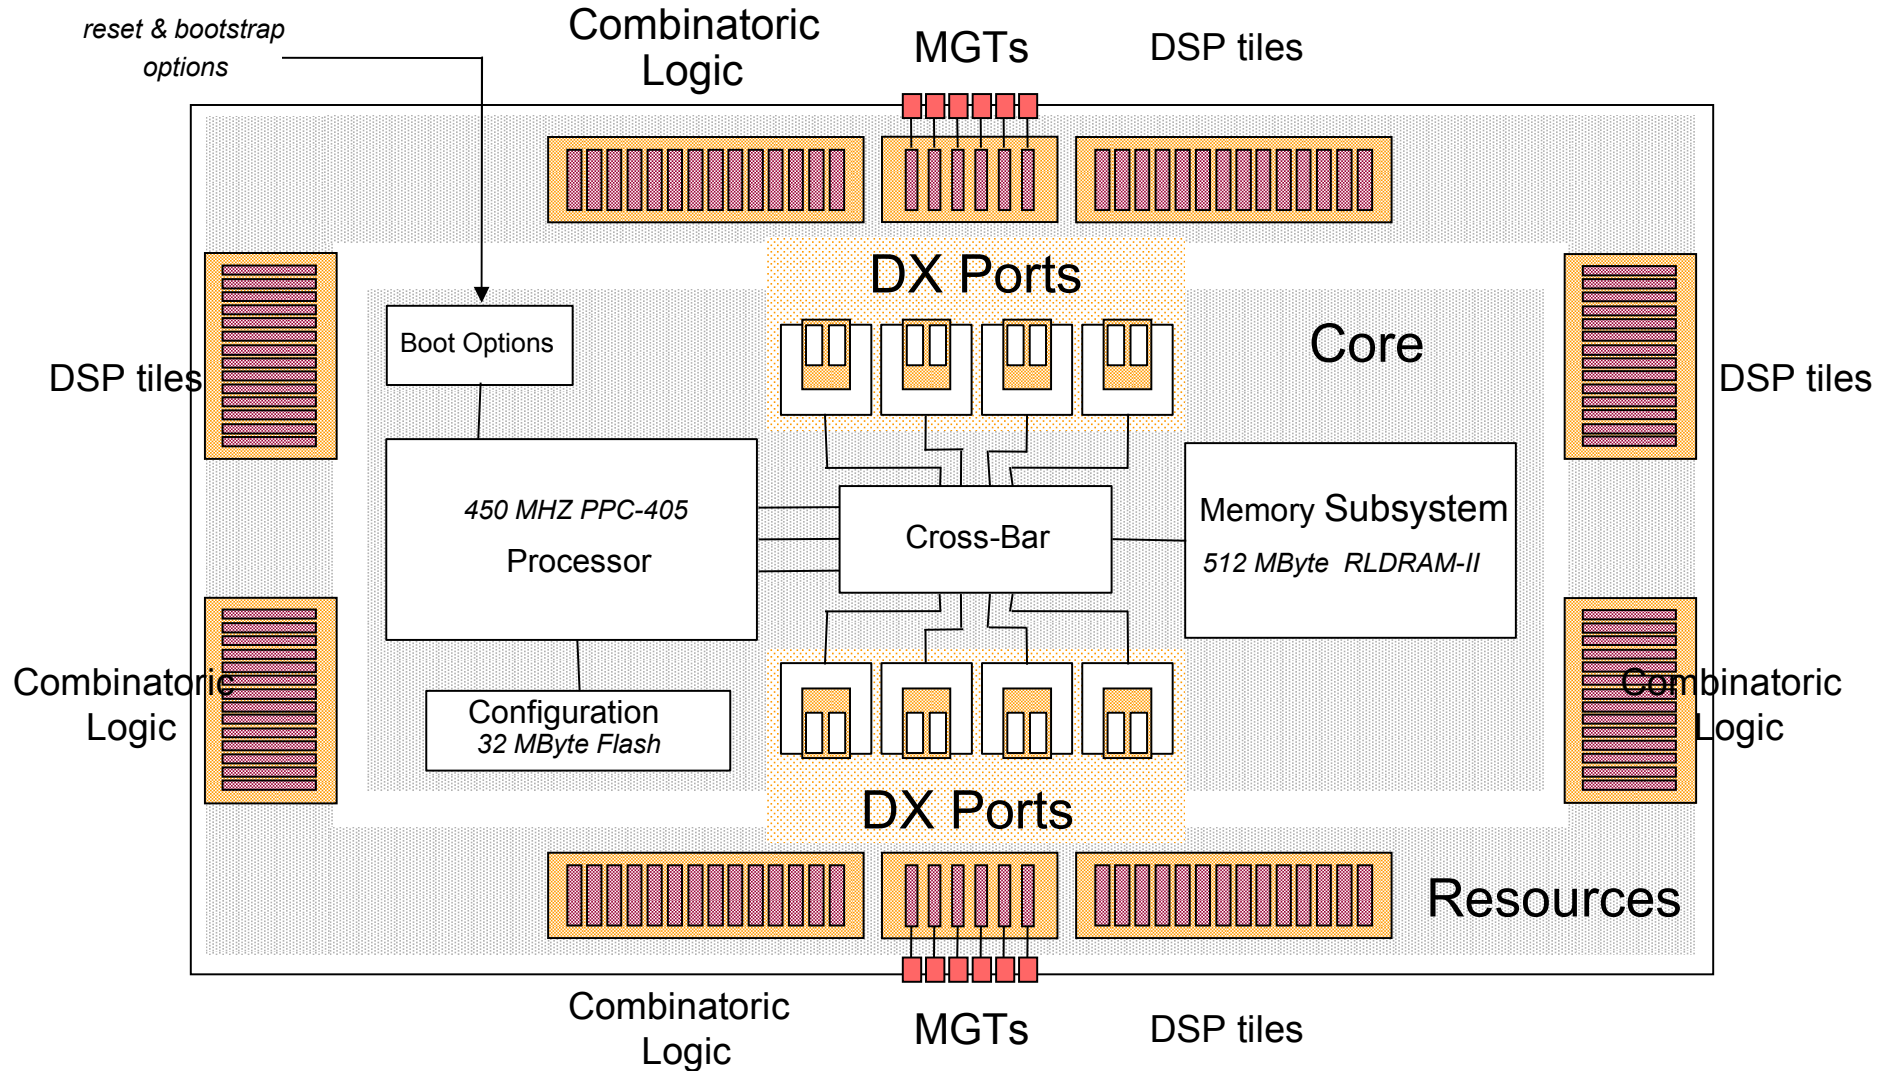 reset & bootstrap
options
Combinatoric
Logic
MGTs
DSP tiles
DX Ports
Boot Options
Core
DSP tiles
DSP tiles
450 MHZ PPC-405
Processor
Cross-Bar
Memory Subsystem
512 MByte RLDRAM-II
Combinatoric
Logic
Configuration
32 MByte Flash
Combinatoric
Logic
DX Ports
Resources
Combinatoric
Logic
MGTs
DSP tiles